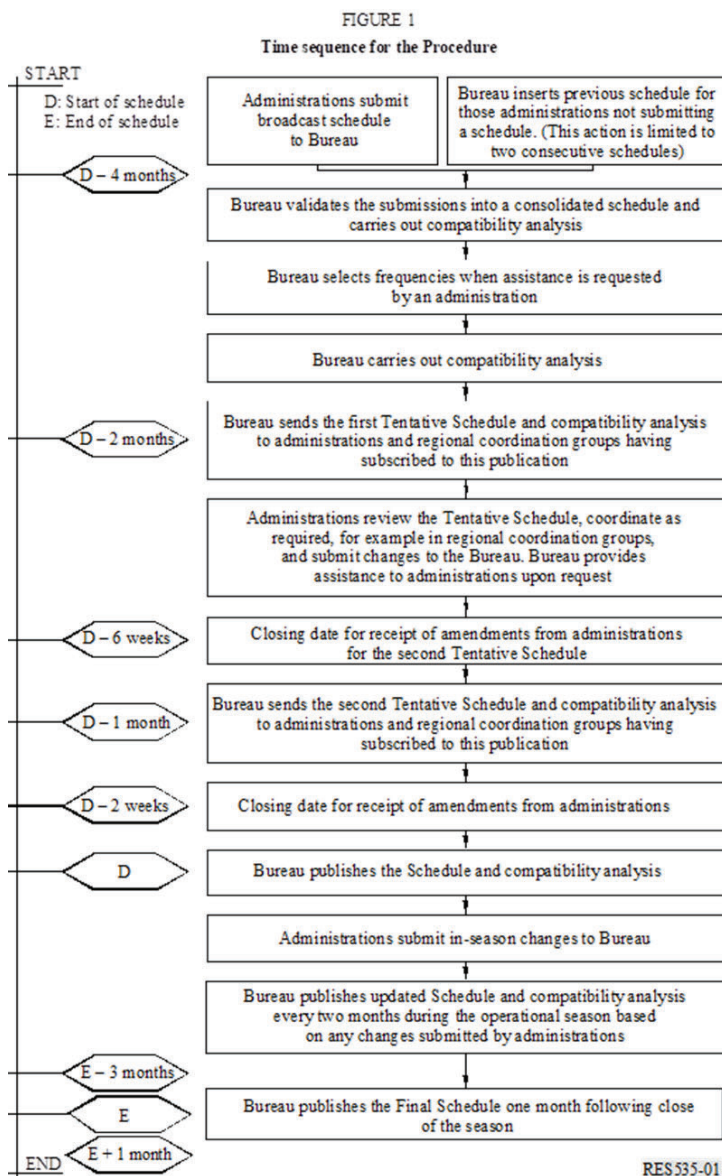 FIGURE 1
Time sequence for the Procedure
START
D: Start of schedule
E: End of schedule
Administrations submit
broadcast schedule
to Bureau
Bureau inserts previous schedule for
those administrations not submitting
a schedule. (This action is limited to
two consecutive schedules)
D – 4 months
Bureau validates the submissions into a consolidated schedule and
carries out compatibility analysis
Bureau selects frequencies when assistance is requested
by an administration
Bureau carries out compatibility analysis
D – 2 months
Bureau sends the first Tentative Schedule and compatibility analysis
to administrations and regional coordination groups having
subscribed to this publication
Administrations review the Tentative Schedule, coordinate as
required, for example in regional coordination groups,
and submit changes to the Bureau. Bureau provides
assistance to administrations upon request
D – 6 weeks
Closing date for receipt of amendments from administrations
for the second Tentative Schedule
D – 1 month
Bureau sends the second Tentative Schedule and compatibility analysis
to administrations and regional coordination groups having
subscribed to this publication
D – 2 weeks
Closing date for receipt of amendments from administrations
D
Bureau publishes the Schedule and compatibility analysis
Administrations submit in-season changes to Bureau
Bureau publishes updated Schedule and compatibility analysis
every two months during the operational season based
on any changes submitted by administrations
E – 3 months
E
Bureau publishes the Final Schedule one month following close
of the season
E + 1 month
END
RES535-01